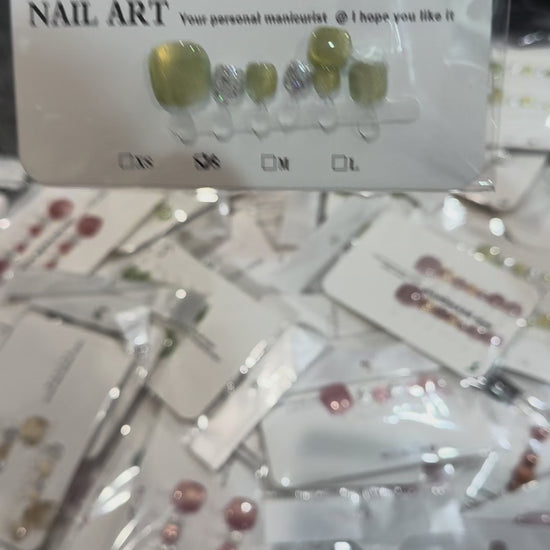 NAIL ART Your personal manicurist @ I hope you like it
XS S M L